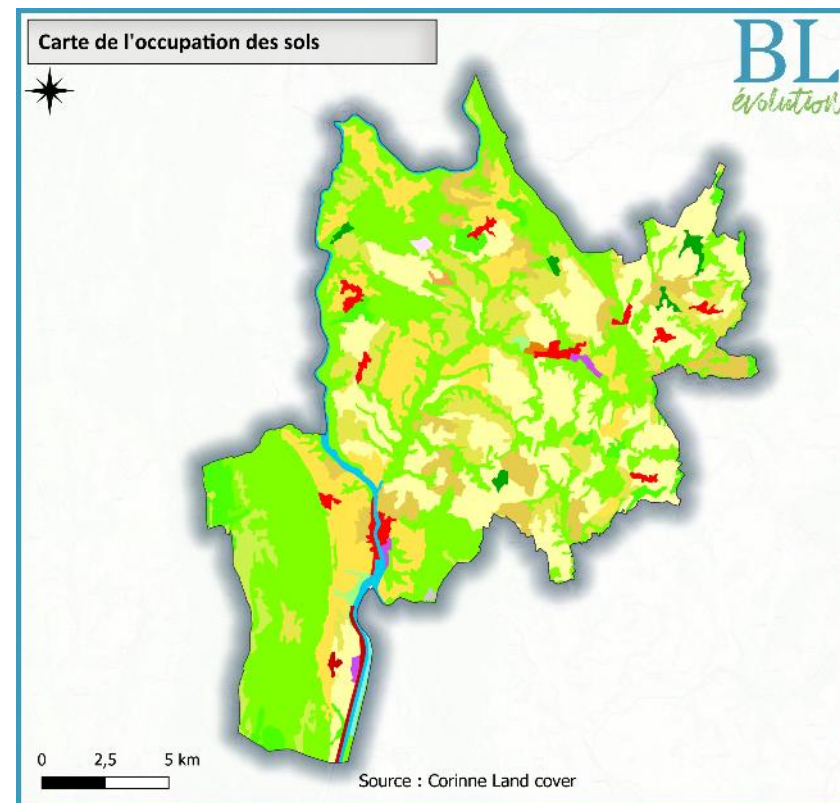 Carte de l'occupation des sols
BL
évolution
0 2,5 5 km
Source : Corinne Land cover